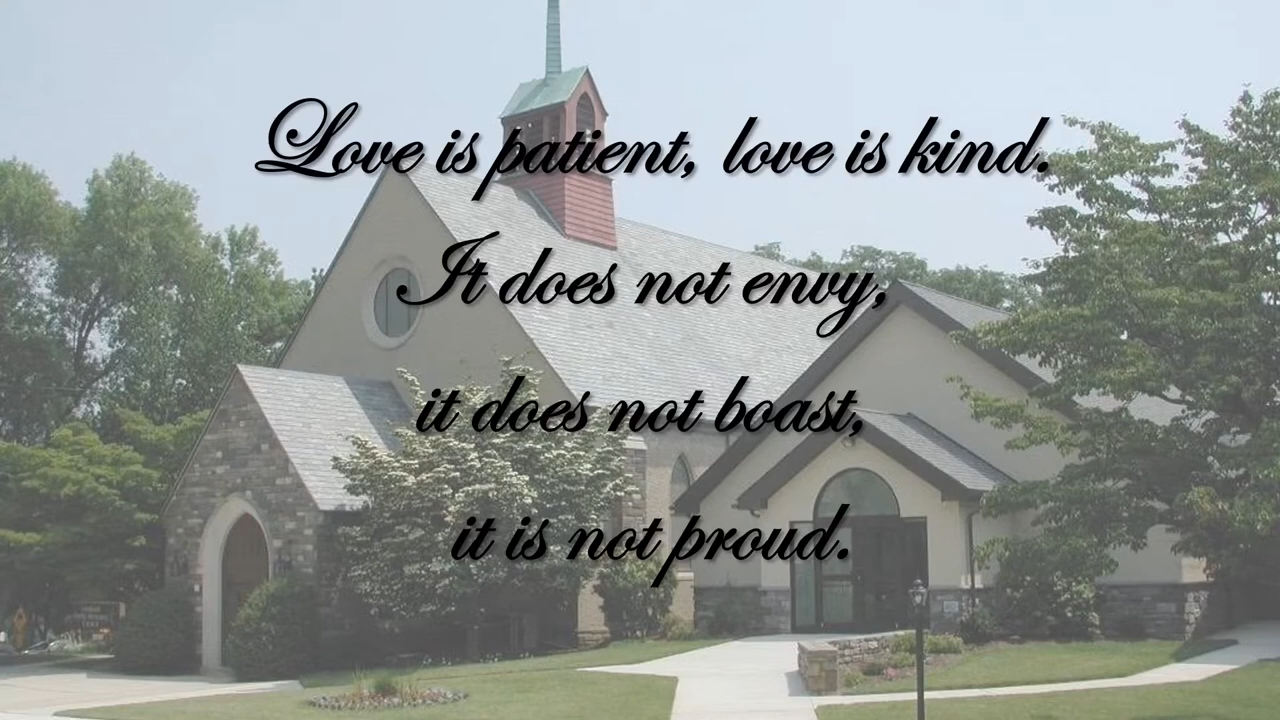 Love is patient, love is kind.
It does not envy,
it does not boast,
it is not proud.